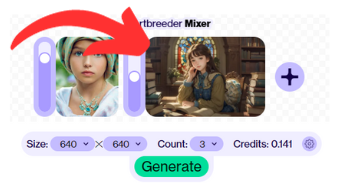 rtbreeder Mixer
Size: 640 × 640 Count: 3 Credits: 0.141
Generate